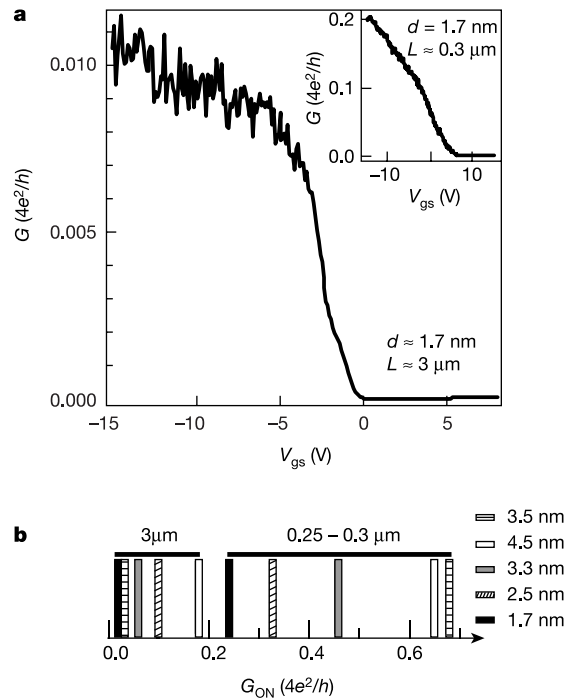 a
G (4e²/h)
0.010
0.005
0.000
−15
−10
−5
0
5
Vgs (V)
d ≈ 1.7 nm
L ≈ 3 μm
G (4e²/h)
0.2
0.1
0.0
−10
0
10
Vgs (V)
d = 1.7 nm
L ≈ 0.3 μm
b
3μm
0.25 – 0.3 μm
0.0
0.2
0.4
0.6
GON (4e²/h)
3.5 nm
4.5 nm
3.3 nm
2.5 nm
1.7 nm